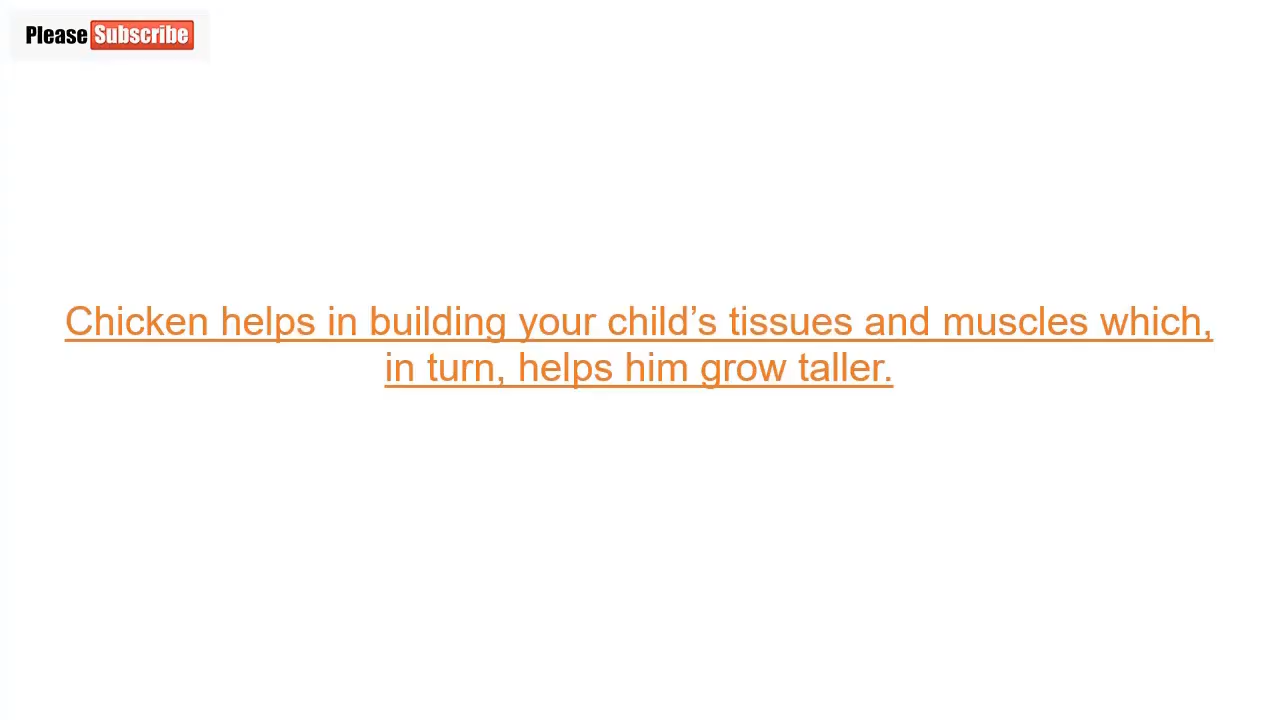 Please Subscribe
Chicken helps in building your child’s tissues and muscles which,
in turn, helps him grow taller.